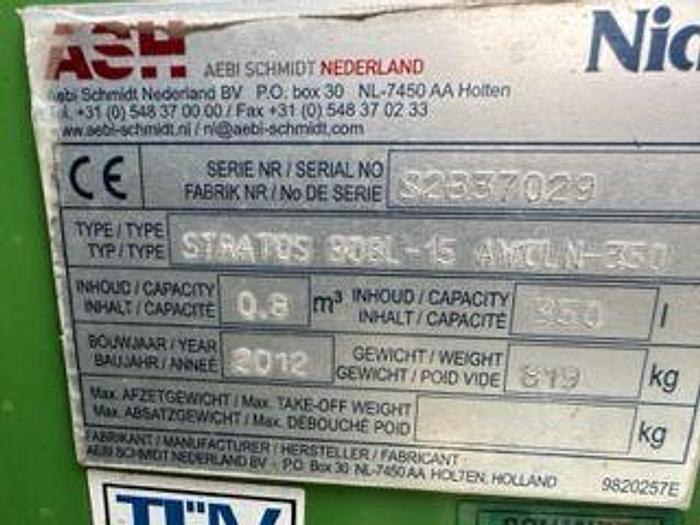 ASH AEBI SCHMIDT NEDERLAND
Aebi Schmidt Nederland BV P.O. box 30 NL-7450 AA Holten
Tel. +31 (0) 548 37 00 00 / Fax +31 (0) 548 37 02 33
www.aebi-schmidt.nl / nl@aebi-schmidt.com
CE
SERIE NR / SERIAL NO
FABRIK NR / No DE SERIE
TYPE / TYPE
TYP / TYPE
STRATOS
INHOUD / CAPACITY
INHALT / CAPACITÉ
0.8 m³
INHOUD / CAPACITY
INHALT / CAPACITÉ
350 l
BOUWJAAR / YEAR
BAUJAHR / ANNEÉ
2012
GEWICHT / WEIGHT
GEWICHT / POID VIDE
819 kg
Max. AFZETGEWICHT / Max. TAKE-OFF WEIGHT
Max. ABSATZGEWICHT / Max. DÉBOUCHÉ POID
kg
FABRIKANT / MANUFACTURER / HERSTELLER / FABRICANT
AEBI SCHMIDT NEDERLAND BV · P.O. Box 30 NL-7450 AA HOLTEN, HOLLAND 9820257E
TÜV